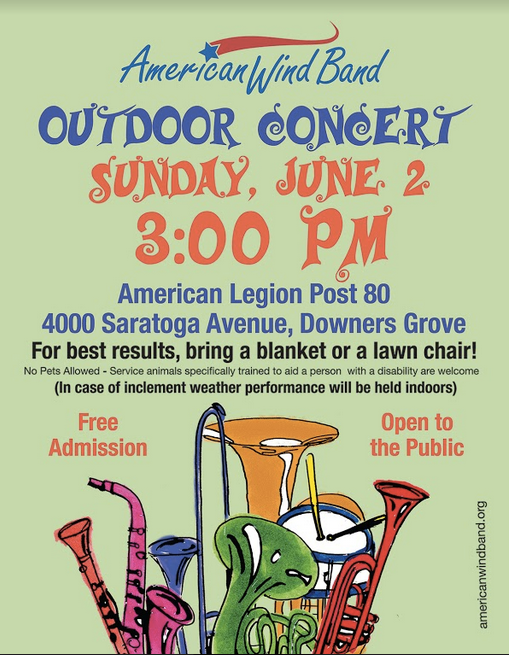 American Wind Band
OUTDOOR CONCERT
SUNDAY, JUNE 2
3:00 PM
American Legion Post 80
4000 Saratoga Avenue, Downers Grove
For best results, bring a blanket or a lawn chair!
No Pets Allowed - Service animals specifically trained to aid a person with a disability are welcome
(In case of inclement weather performance will be held indoors)
Free
Admission
Open to
the Public
americanwindband.org